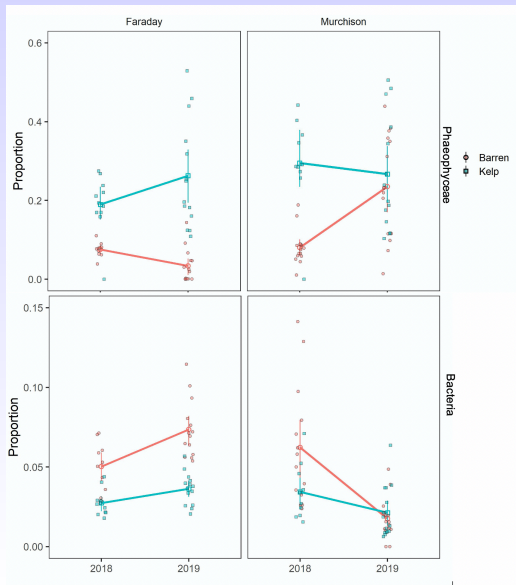 Faraday Murchison
0.6
0.4
0.2
0.0
Proportion
Phaeophyceae
Barren
Kelp
0.15
0.10
0.05
0.00
Proportion
Bacteria
2018 2019 2018 2019